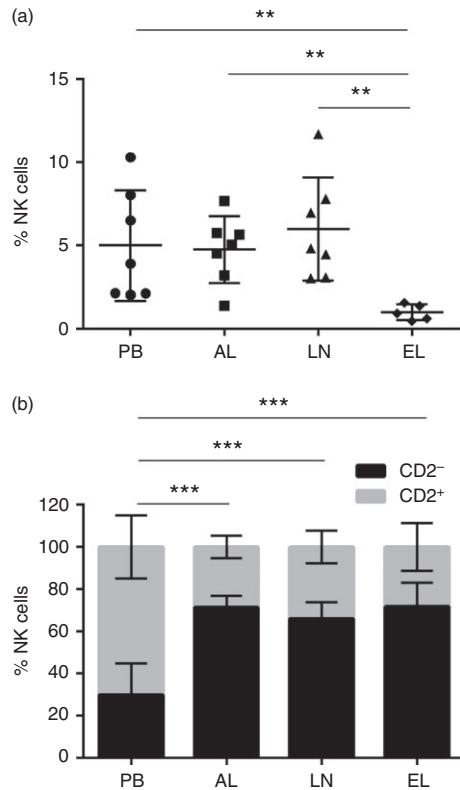 (a)
**
**
**
15
10
5
0
% NK cells
PB AL LN EL
(b)
***
***
***
CD2⁻
CD2⁺
120
100
80
60
40
20
0
% NK cells
PB AL LN EL